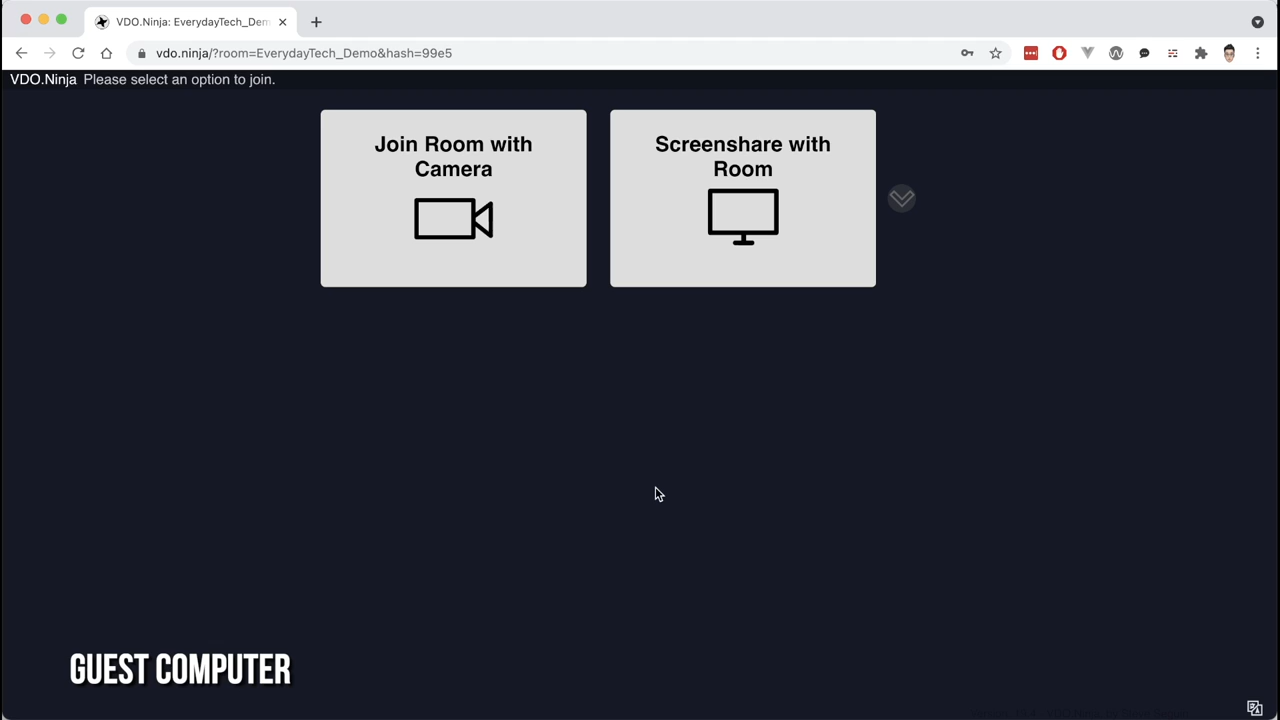 VDO.Ninja: EverydayTech_Dem
vdo.ninja/?room=EverydayTech_Demo&hash=99e5
VDO.Ninja Please select an option to join.
Join Room with
Camera
Screenshare with
Room
GUEST COMPUTER